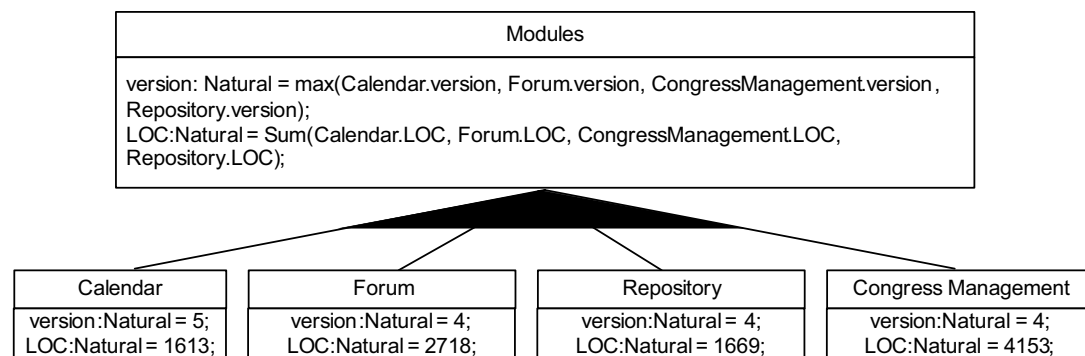 Modules
version: Natural = max(Calendar.version, Forum.version, CongressManagement.version,
Repository.version);
LOC:Natural = Sum(Calendar.LOC, Forum.LOC, CongressManagement.LOC,
Repository.LOC);
Calendar
version:Natural = 5;
LOC:Natural = 1613;
Forum
version:Natural = 4;
LOC:Natural = 2718;
Repository
version:Natural = 4;
LOC:Natural = 1669;
Congress Management
version:Natural = 4;
LOC:Natural = 4153;